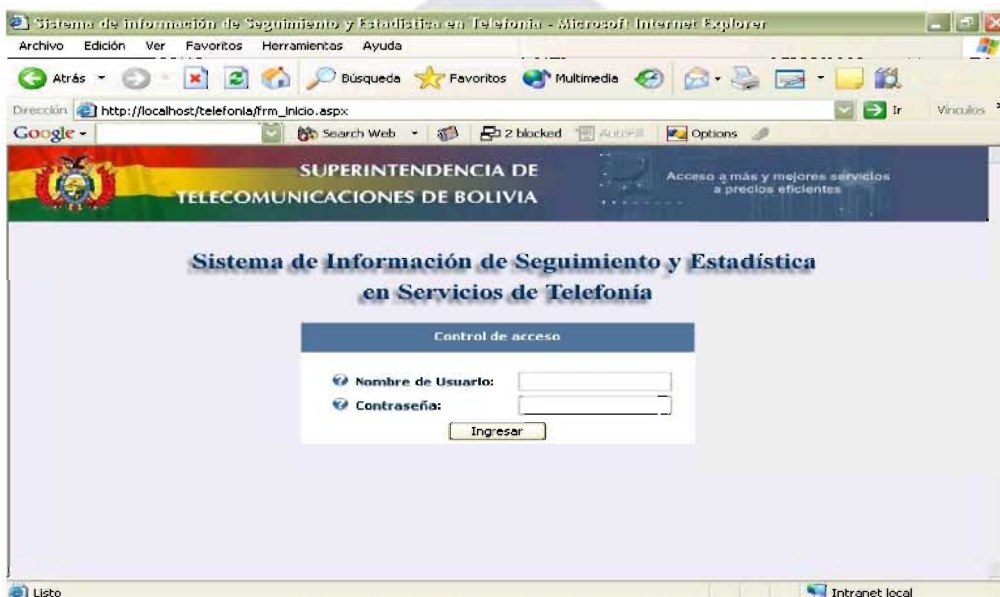 Sistema de información de Seguimiento y Estadística en Telefonía - Microsoft Internet Explorer
Archivo Edición Ver Favoritos Herramientas Ayuda
Atrás Búsqueda Favoritos Multimedia
Dirección http://localhost/telefonia/frm_Inicio.aspx Ir Vínculos
Google Search Web 2 blocked AutoFill Options
SUPERINTENDENCIA DE
TELECOMUNICACIONES DE BOLIVIA
Acceso a más y mejores servicios
a precios eficientes
Sistema de Información de Seguimiento y Estadística
en Servicios de Telefonía
Control de acceso
Nombre de Usuario:
Contraseña:
Ingresar
Listo Intranet local